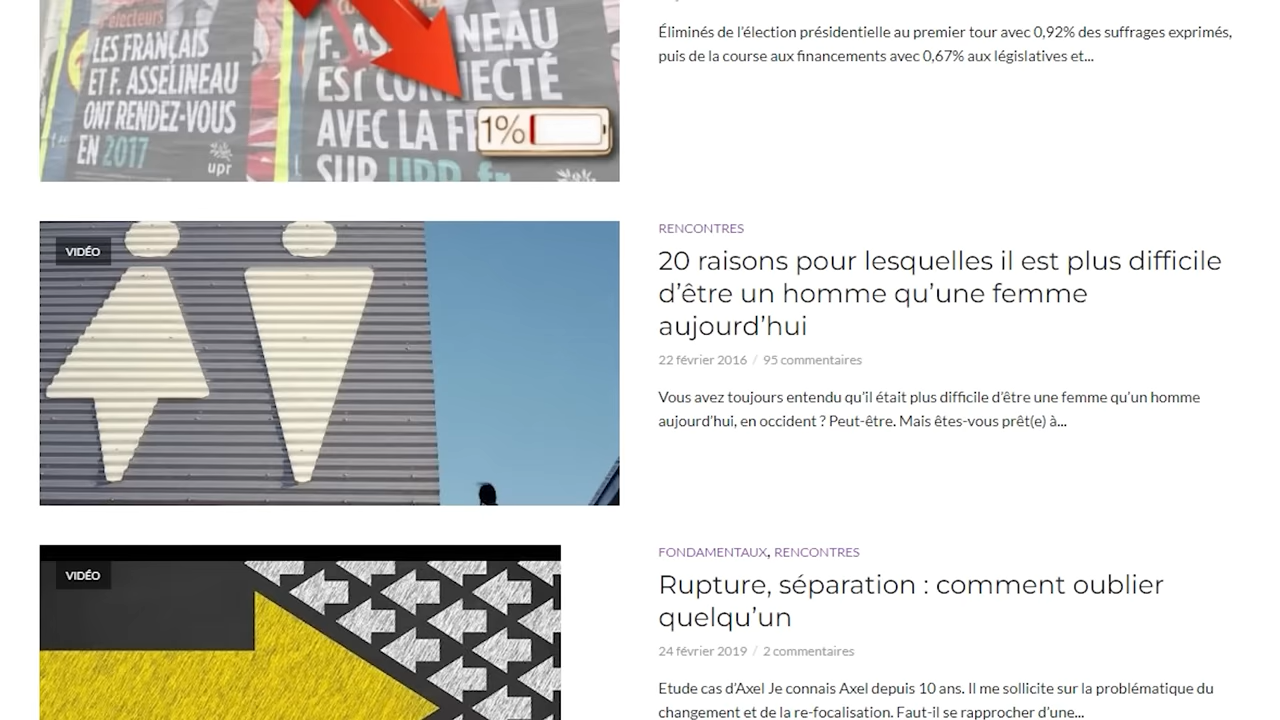 LES FRANÇAIS
ET F. ASSELINEAU
ONT RENDEZ-VOUS
EN 2017
upr
EST CONNECTÉ
AVEC LA
SUR UPR.fr
1%
Éliminés de l’élection présidentielle au premier tour avec 0,92% des suffrages exprimés,
puis de la course aux financements avec 0,67% aux législatives et...
VIDÉO
RENCONTRES
20 raisons pour lesquelles il est plus difficile
d’être un homme qu’une femme
aujourd’hui
22 février 2016 / 95 commentaires
Vous avez toujours entendu qu’il était plus difficile d’être une femme qu’un homme
aujourd’hui, en occident ? Peut-être. Mais êtes-vous prêt(e) à...
VIDÉO
FONDAMENTAUX, RENCONTRES
Rupture, séparation : comment oublier
quelqu’un
24 février 2019 / 2 commentaires
Etude cas d’Axel Je connais Axel depuis 10 ans. Il me sollicite sur la problématique du
changement et de la re-focalisation. Faut-il se rapprocher d’une...